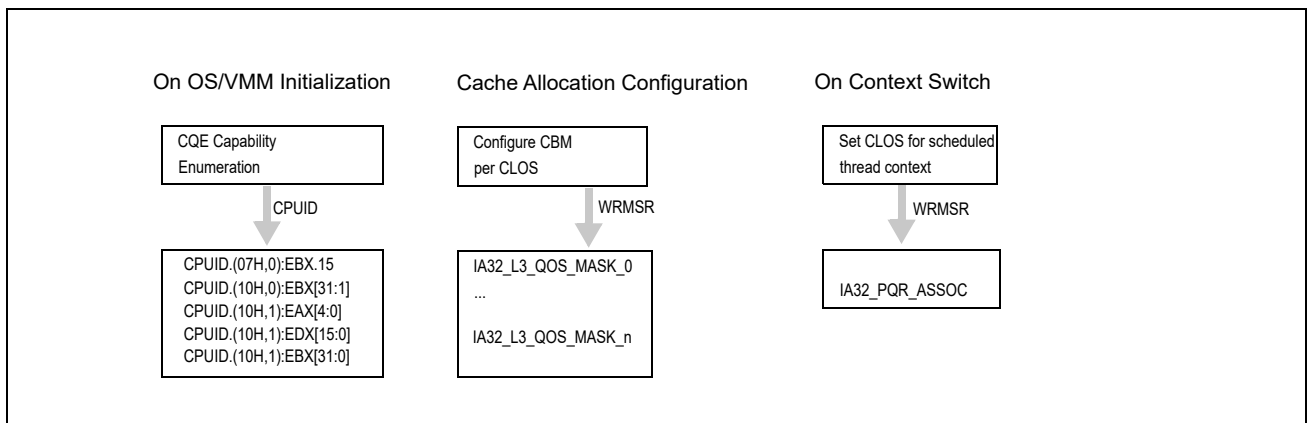 On OS/VMM Initialization
CQE Capability
Enumeration
CPUID
CPUID.(07H,0):EBX.15
CPUID.(10H,0):EBX[31:1]
CPUID.(10H,1):EAX[4:0]
CPUID.(10H,1):EDX[15:0]
CPUID.(10H,1):EBX[31:0]
Cache Allocation Configuration
Configure CBM
per CLOS
WRMSR
IA32_L3_QOS_MASK_0
...
IA32_L3_QOS_MASK_n
On Context Switch
Set CLOS for scheduled
thread context
WRMSR
IA32_PQR_ASSOC